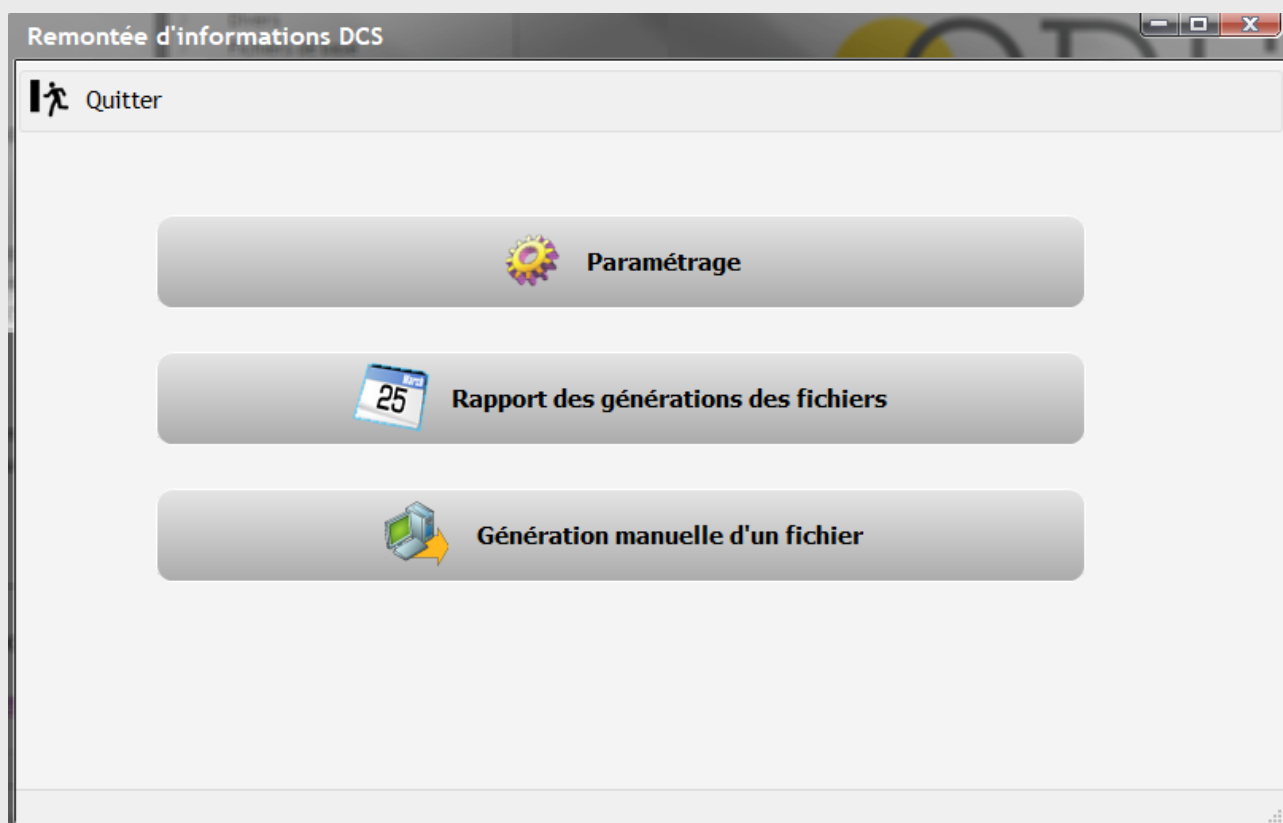 Remontée d'informations DCS
Quitter
Paramétrage
25
Rapport des générations des fichiers
Génération manuelle d'un fichier